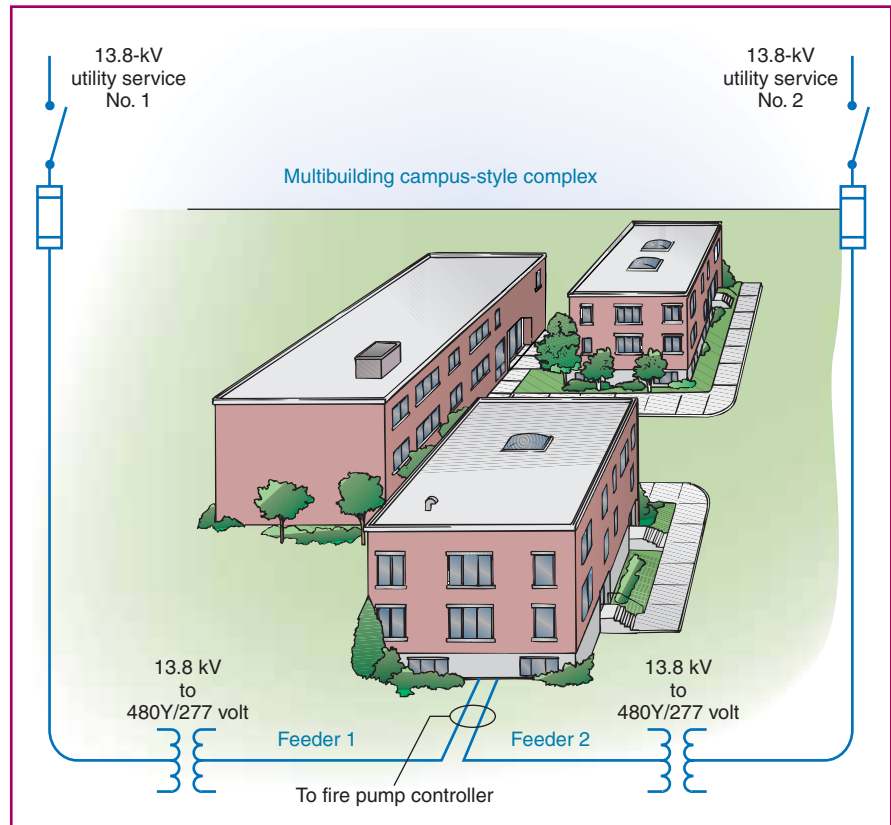 13.8-kV
utility service
No. 1
13.8-kV
utility service
No. 2
Multibuilding campus-style complex
13.8 kV
to
480Y/277 volt
13.8 kV
to
480Y/277 volt
Feeder 1
Feeder 2
To fire pump controller